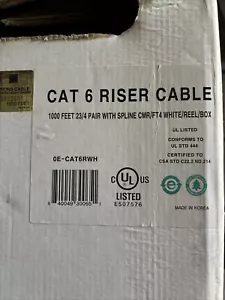 CAT 6 RISER CABLE
1000 FEET 23/4 PAIR WITH SPLINE CMR/FT4 WHITE/REEL/BOX
UL LISTED
CONFORMS TO
UL STD 444
0E-CAT6RWH
CERTIFIED TO
CSA STD C22.2 NO.214
C UL US
LISTED
E507576
MADE IN KOREA